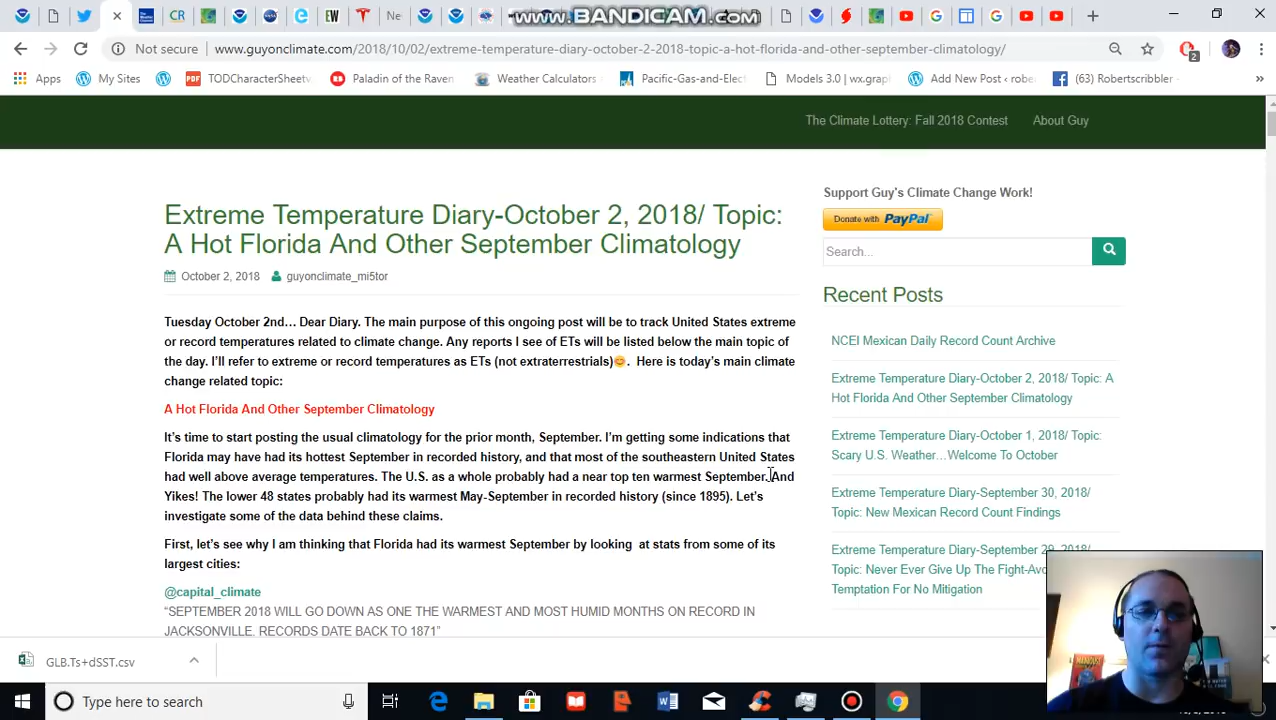 WWW.BANDICAM.COM
Not secure
www.guyonclimate.com/2018/10/02/extreme-temperature-diary-october-2-2018-topic-a-hot-florida-and-other-september-climatology/
2
Apps
My Sites
TODCharacterSheetv
Paladin of the Raven
Weather Calculators
Pacific-Gas-and-Elect
Models 3.0 | wx.grap
Add New Post ‹ robe
(63) Robertscribbler
The Climate Lottery: Fall 2018 Contest
About Guy
Extreme Temperature Diary-October 2, 2018/ Topic:
A Hot Florida And Other September Climatology
October 2, 2018
guyonclimate_mi5tor
Tuesday October 2nd… Dear Diary. The main purpose of this ongoing post will be to track United States extreme
or record temperatures related to climate change. Any reports I see of ETs will be listed below the main topic of
the day. I'll refer to extreme or record temperatures as ETs (not extraterrestrials)😊. Here is today's main climate
change related topic:
A Hot Florida And Other September Climatology
It's time to start posting the usual climatology for the prior month, September. I'm getting some indications that
Florida may have had its hottest September in recorded history, and that most of the southeastern United States
had well above average temperatures. The U.S. as a whole probably had a near top ten warmest September. And
Yikes! The lower 48 states probably had its warmest May-September in recorded history (since 1895). Let's
investigate some of the data behind these claims.
First, let's see why I am thinking that Florida had its warmest September by looking at stats from some of its
largest cities:
@capital_climate
“SEPTEMBER 2018 WILL GO DOWN AS ONE THE WARMEST AND MOST HUMID MONTHS ON RECORD IN
JACKSONVILLE. RECORDS DATE BACK TO 1871”
Support Guy's Climate Change Work!
Donate with PayPal
Search...
Recent Posts
NCEI Mexican Daily Record Count Archive
Extreme Temperature Diary-October 2, 2018/ Topic: A
Hot Florida And Other September Climatology
Extreme Temperature Diary-October 1, 2018/ Topic:
Scary U.S. Weather…Welcome To October
Extreme Temperature Diary-September 30, 2018/
Topic: New Mexican Record Count Findings
Extreme Temperature Diary-September 29, 2018/
Topic: Never Ever Give Up The Fight-Avo
Temptation For No Mitigation
GLB.Ts+dSST.csv
Type here to search